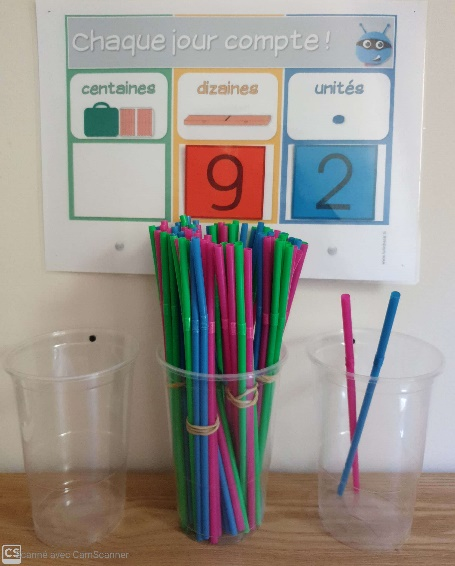 Chaque jour compte !
centaines dizaines unités
9 2
CS Scanné avec CamScanner